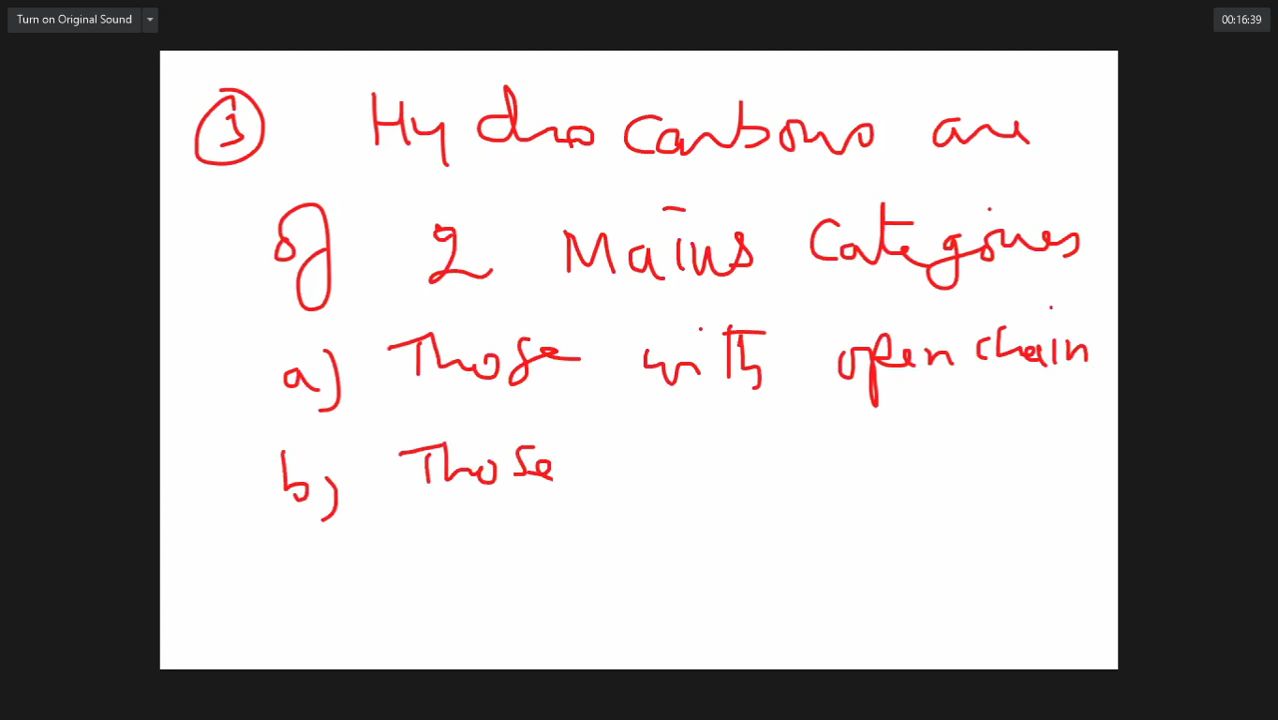 Turn on Original Sound
00:16:39
1 Hydrocarbons are
of 2 Mains Categories
a) Those with open chain
b) Those